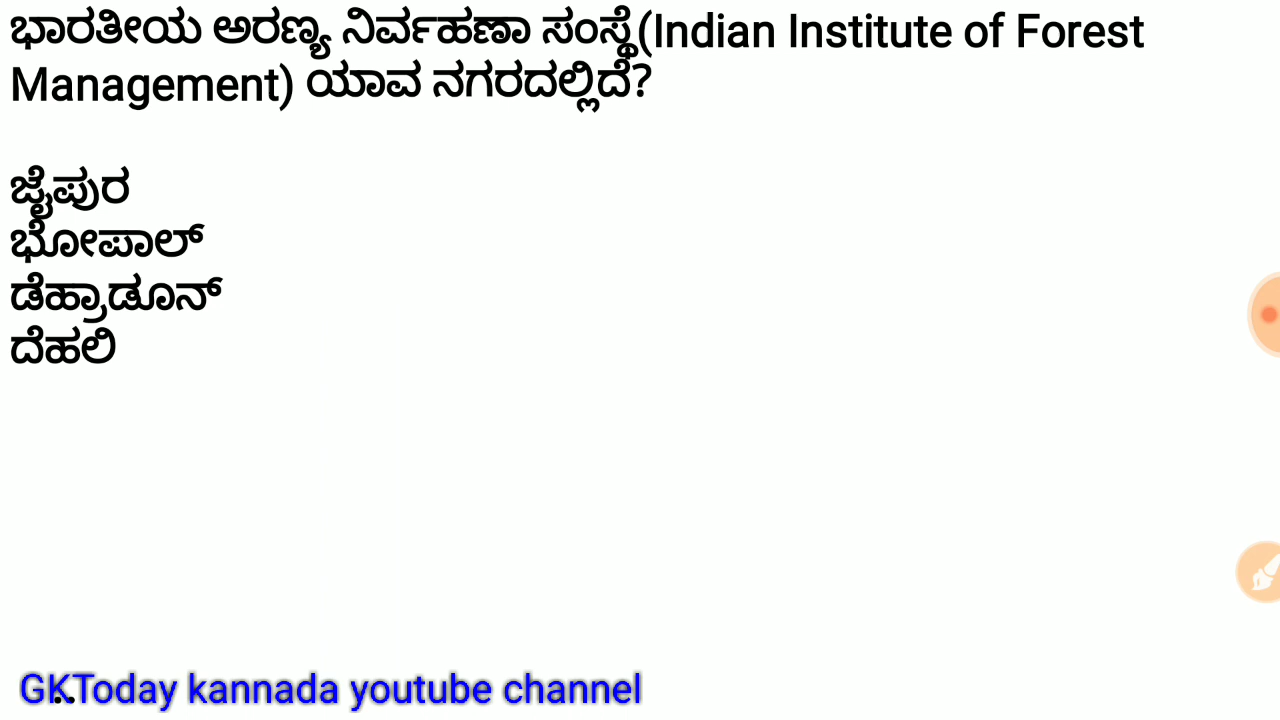 ಭಾರತೀಯ ಅರಣ್ಯ ನಿರ್ವಹಣಾ ಸಂಸ್ಥೆ(Indian Institute of Forest
Management) ಯಾವ ನಗರದಲ್ಲಿದೆ?
ಜೈಪುರ
ಭೋಪಾಲ್
ಡೆಹ್ರಾಡೂನ್
ದೆಹಲಿ
GKToday kannada youtube channel